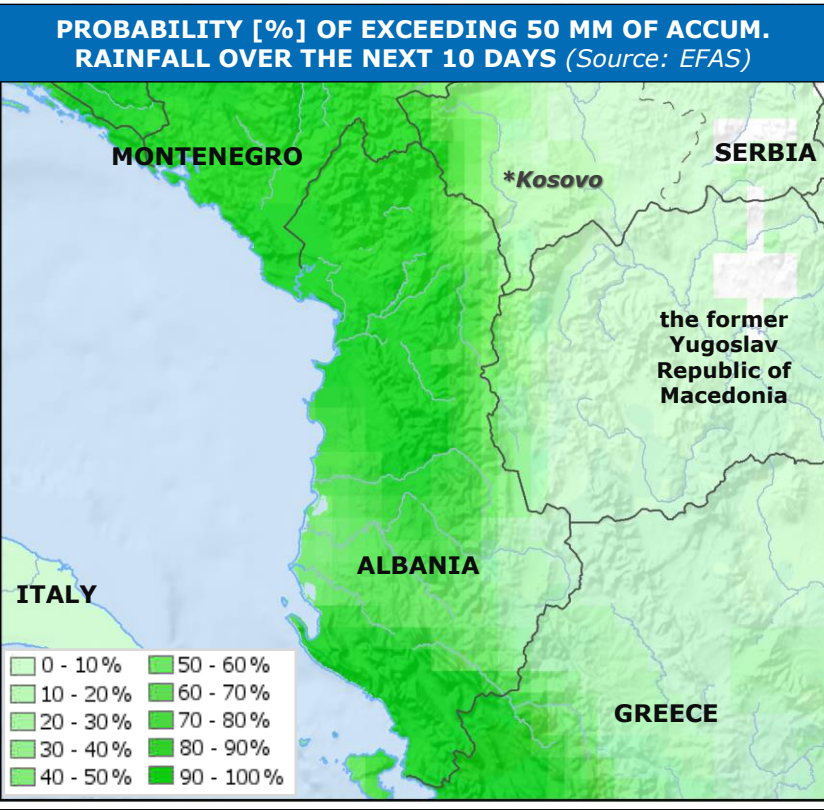 PROBABILITY [%] OF EXCEEDING 50 MM OF ACCUM.
RAINFALL OVER THE NEXT 10 DAYS (Source: EFAS)
MONTENEGRO
SERBIA
*Kosovo
the former
Yugoslav
Republic of
Macedonia
ALBANIA
ITALY
GREECE
0 - 10%
10 - 20%
20 - 30%
30 - 40%
40 - 50%
50 - 60%
60 - 70%
70 - 80%
80 - 90%
90 - 100%